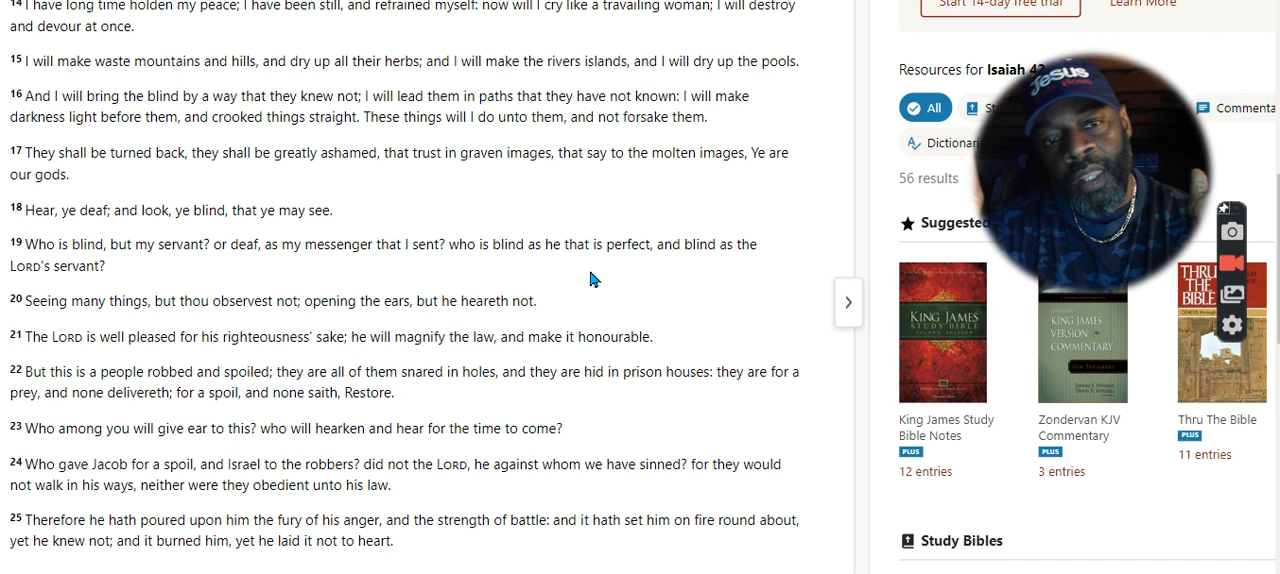 14 I have long time holden my peace; I have been still, and refrained myself: now will I cry like a travailing woman; I will destroy
and devour at once.
15 I will make waste mountains and hills, and dry up all their herbs; and I will make the rivers islands, and I will dry up the pools.
16 And I will bring the blind by a way that they knew not; I will lead them in paths that they have not known: I will make
darkness light before them, and crooked things straight. These things will I do unto them, and not forsake them.
17 They shall be turned back, they shall be greatly ashamed, that trust in graven images, that say to the molten images, Ye are
our gods.
18 Hear, ye deaf; and look, ye blind, that ye may see.
19 Who is blind, but my servant? or deaf, as my messenger that I sent? who is blind as he that is perfect, and blind as the
LORD's servant?
20 Seeing many things, but thou observest not; opening the ears, but he heareth not.
21 The LORD is well pleased for his righteousness' sake; he will magnify the law, and make it honourable.
22 But this is a people robbed and spoiled; they are all of them snared in holes, and they are hid in prison houses: they are for a
prey, and none delivereth; for a spoil, and none saith, Restore.
23 Who among you will give ear to this? who will hearken and hear for the time to come?
24 Who gave Jacob for a spoil, and Israel to the robbers? did not the LORD, he against whom we have sinned? for they would
not walk in his ways, neither were they obedient unto his law.
25 Therefore he hath poured upon him the fury of his anger, and the strength of battle: and it hath set him on fire round about,
yet he knew not; and it burned him, yet he laid it not to heart.
Start 14-day free trial
Learn More
Resources for Isaiah 42
All
St
Commenta
Dictionari
56 results
JESUS
Suggested
KING JAMES
STUDY BIBLE
KING JAMES
VERSION
COMMENTARY
THRU
THE
BIBLE
King James Study
Bible Notes
PLUS
12 entries
Zondervan KJV
Commentary
PLUS
3 entries
Thru The Bible
PLUS
11 entries
Study Bibles